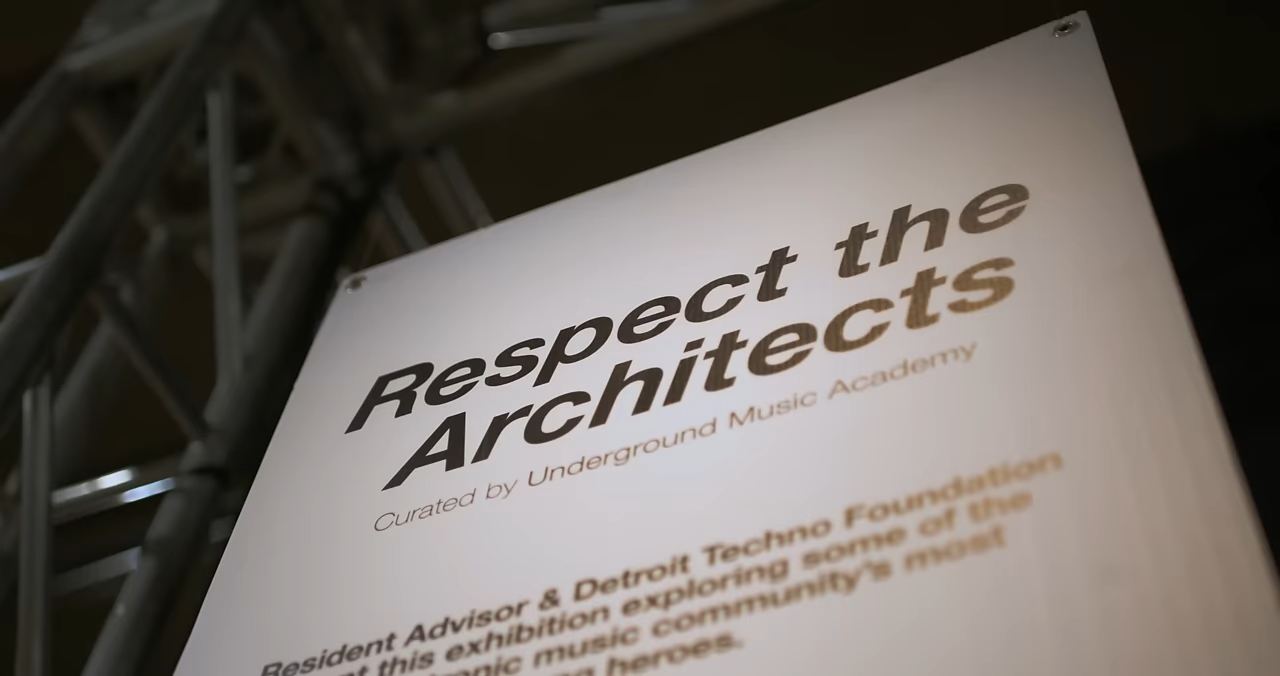 Respect the
Architects
Curated by Underground Music Academy
Resident Advisor & Detroit Techno Foundation
this exhibition exploring some of the
music community's most
heroes.